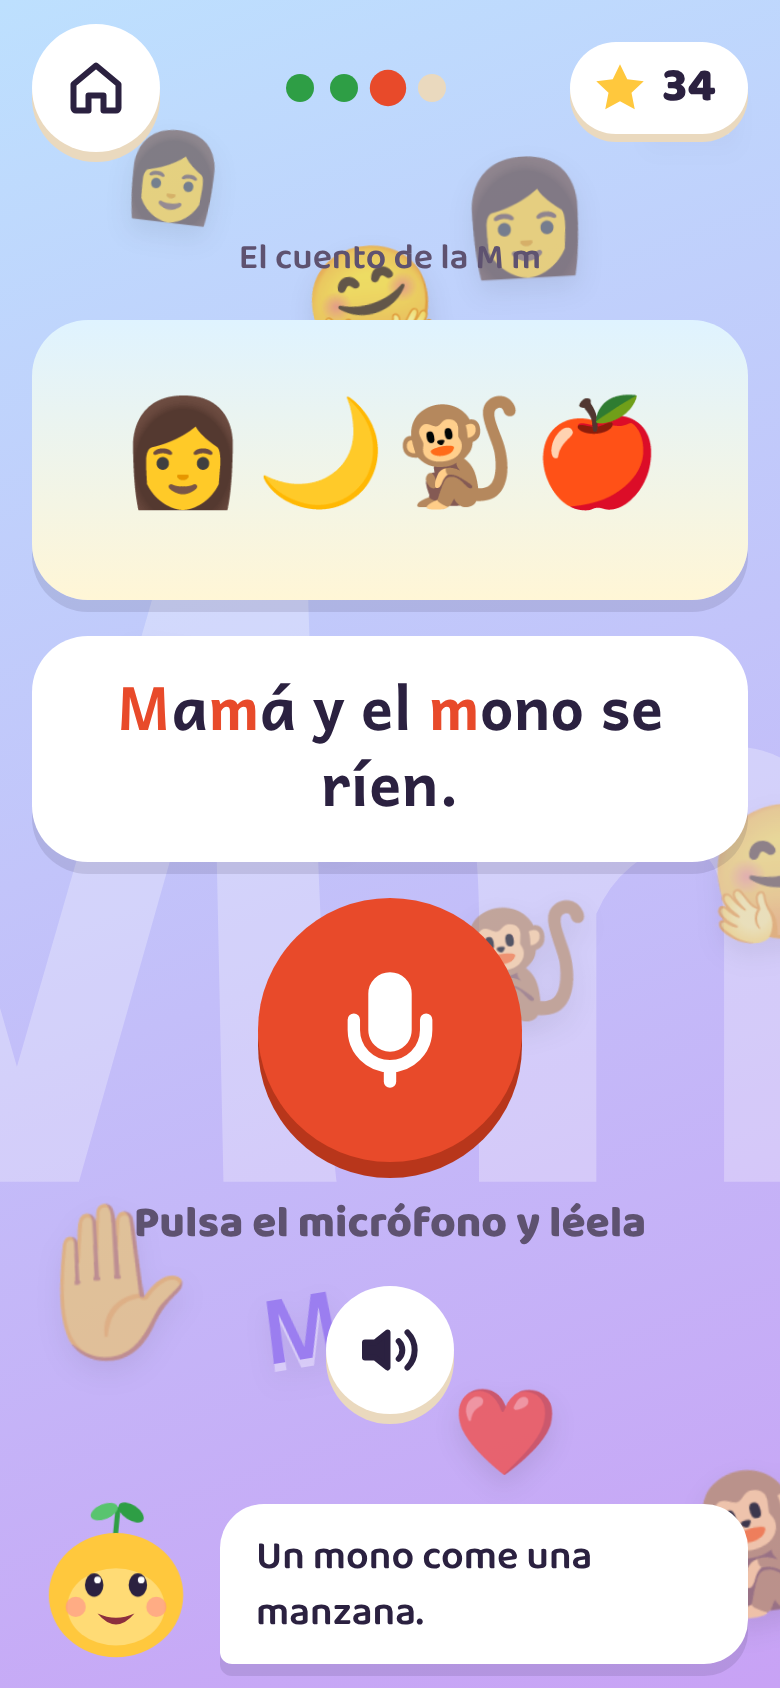 34
El cuento de la M m
Mamá y el mono se
ríen.
Pulsa el micrófono y léela
M
Un mono come una
manzana.